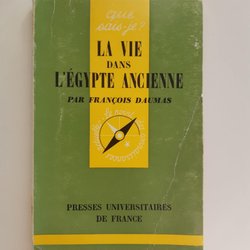 que
sais-je?
LA VIE
DANS
L'ÉGYPTE ANCIENNE
PAR FRANÇOIS DAUMAS
PRESSES UNIVERSITAIRES
DE FRANCE